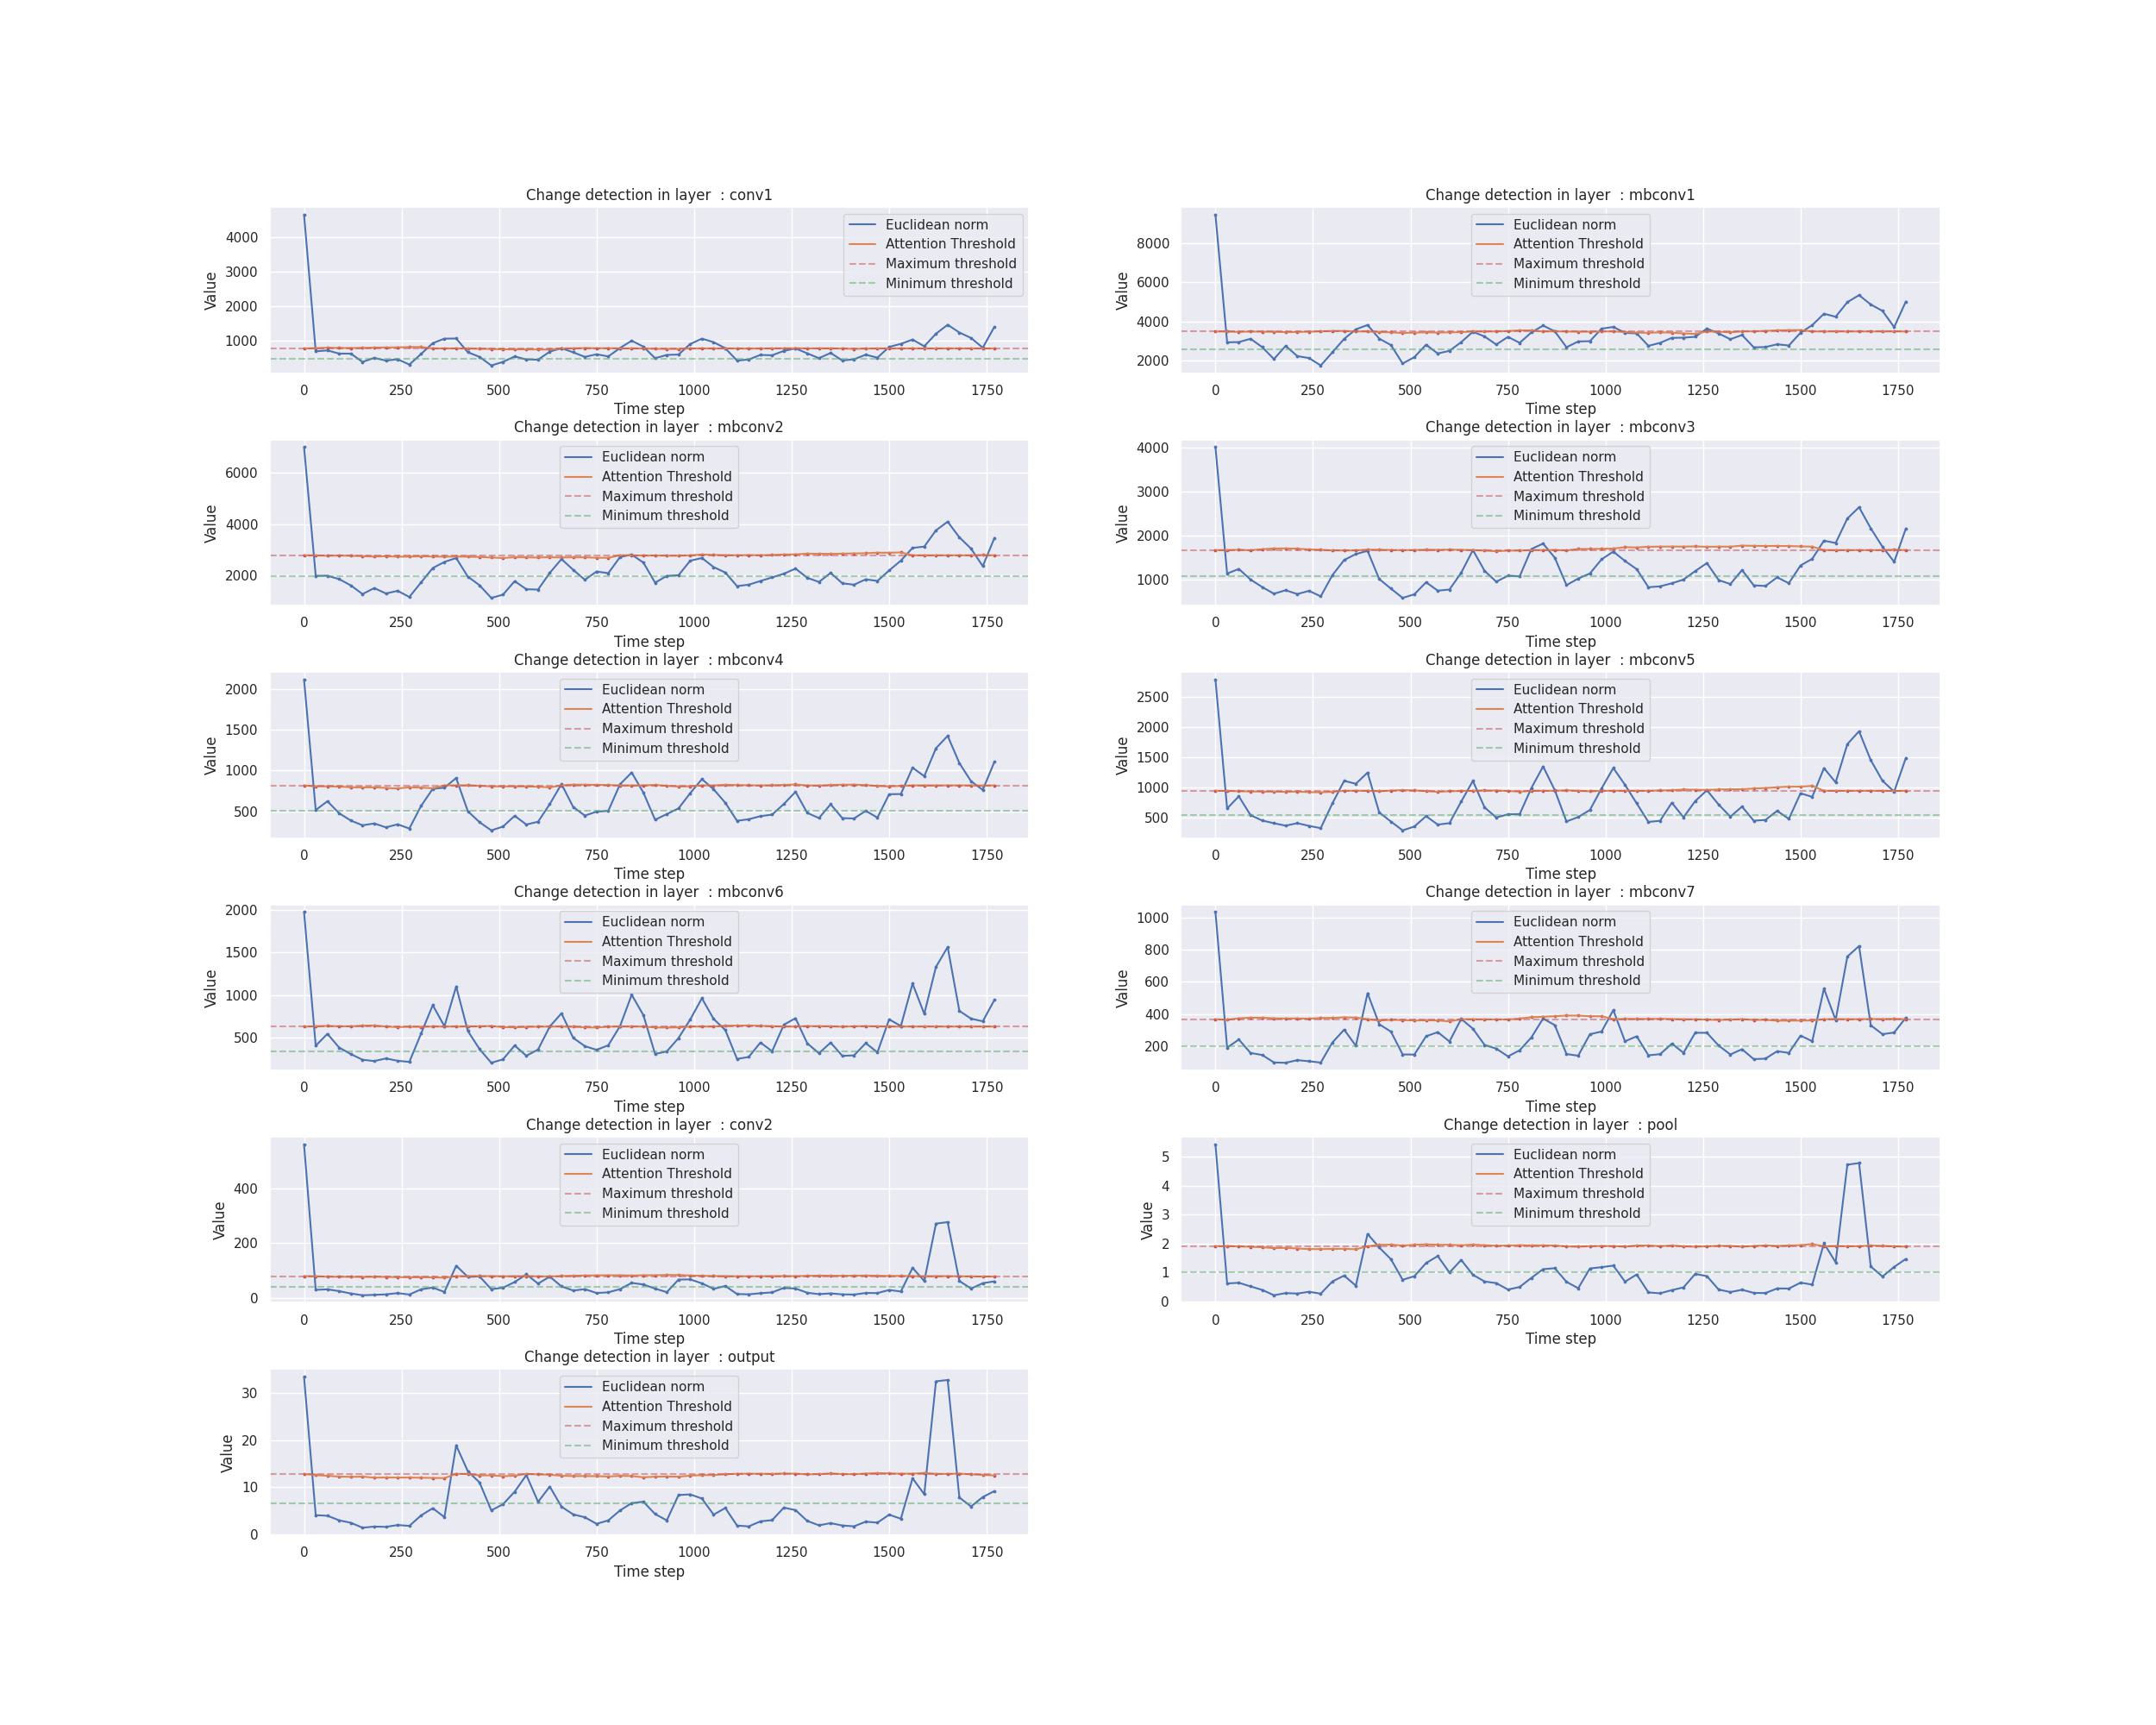 Change detection in layer  : conv1
4000
3000
2000
1000
Value
Euclidean norm
Attention Threshold
Maximum threshold
Minimum threshold
0 250 500 750 1000 1250 1500 1750
Time step
Change detection in layer  : mbconv1
8000
6000
4000
2000
Value
Euclidean norm
Attention Threshold
Maximum threshold
Minimum threshold
0 250 500 750 1000 1250 1500 1750
Time step
Change detection in layer  : mbconv2
6000
4000
2000
Value
Euclidean norm
Attention Threshold
Maximum threshold
Minimum threshold
0 250 500 750 1000 1250 1500 1750
Time step
Change detection in layer  : mbconv3
4000
3000
2000
1000
Value
Euclidean norm
Attention Threshold
Maximum threshold
Minimum threshold
0 250 500 750 1000 1250 1500 1750
Time step
Change detection in layer  : mbconv4
2000
1500
1000
500
Value
Euclidean norm
Attention Threshold
Maximum threshold
Minimum threshold
0 250 500 750 1000 1250 1500 1750
Time step
Change detection in layer  : mbconv5
2500
2000
1500
1000
500
Value
Euclidean norm
Attention Threshold
Maximum threshold
Minimum threshold
0 250 500 750 1000 1250 1500 1750
Time step
Change detection in layer  : mbconv6
2000
1500
1000
500
Value
Euclidean norm
Attention Threshold
Maximum threshold
Minimum threshold
0 250 500 750 1000 1250 1500 1750
Time step
Change detection in layer  : mbconv7
1000
800
600
400
200
Value
Euclidean norm
Attention Threshold
Maximum threshold
Minimum threshold
0 250 500 750 1000 1250 1500 1750
Time step
Change detection in layer  : conv2
400
200
0
Value
Euclidean norm
Attention Threshold
Maximum threshold
Minimum threshold
0 250 500 750 1000 1250 1500 1750
Time step
Change detection in layer  : pool
5
4
3
2
1
0
Value
Euclidean norm
Attention Threshold
Maximum threshold
Minimum threshold
0 250 500 750 1000 1250 1500 1750
Time step
Change detection in layer  : output
30
20
10
0
Value
Euclidean norm
Attention Threshold
Maximum threshold
Minimum threshold
0 250 500 750 1000 1250 1500 1750
Time step